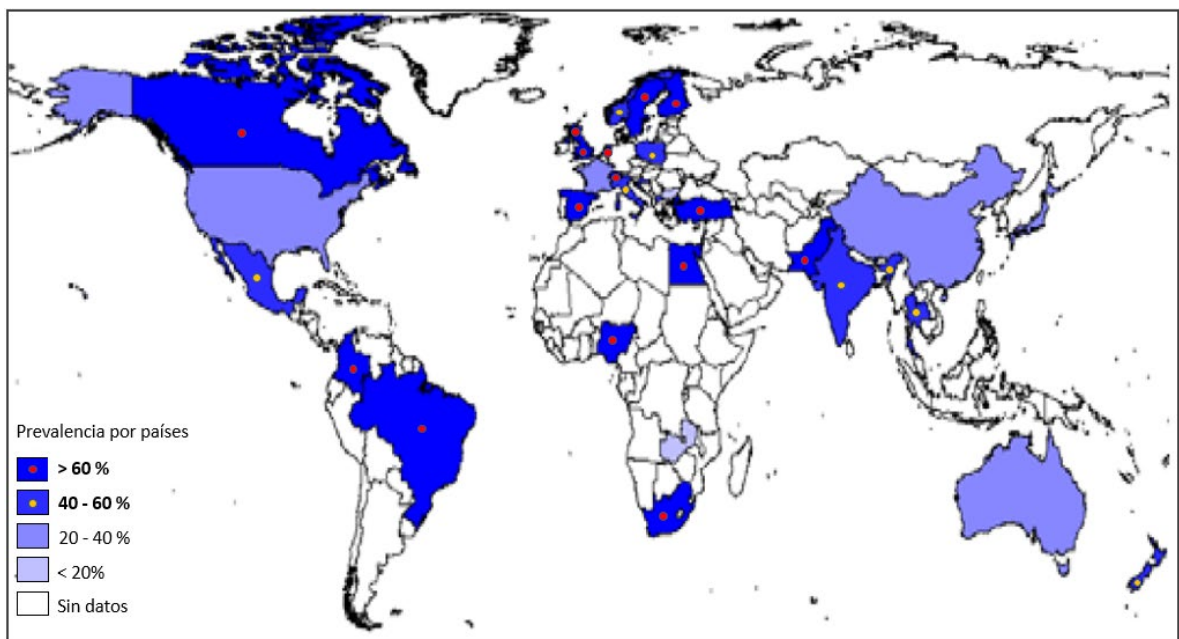 Prevalencia por países
> 60 %
40 - 60 %
20 - 40 %
< 20%
Sin datos